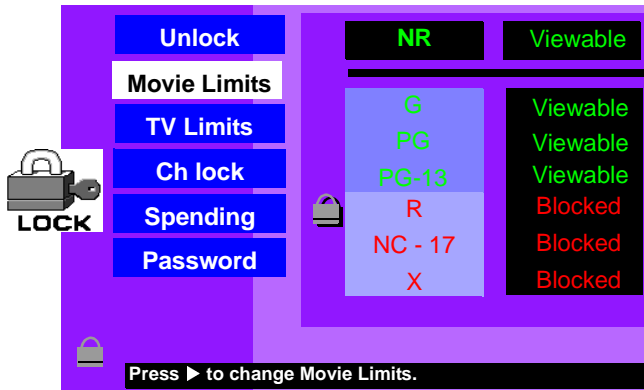 Unlock
Movie Limits
TV Limits
Ch lock
Spending
Password
LOCK
NR Viewable
G Viewable
PG Viewable
PG-13 Viewable
R Blocked
NC - 17 Blocked
X Blocked
Press ▶ to change Movie Limits.